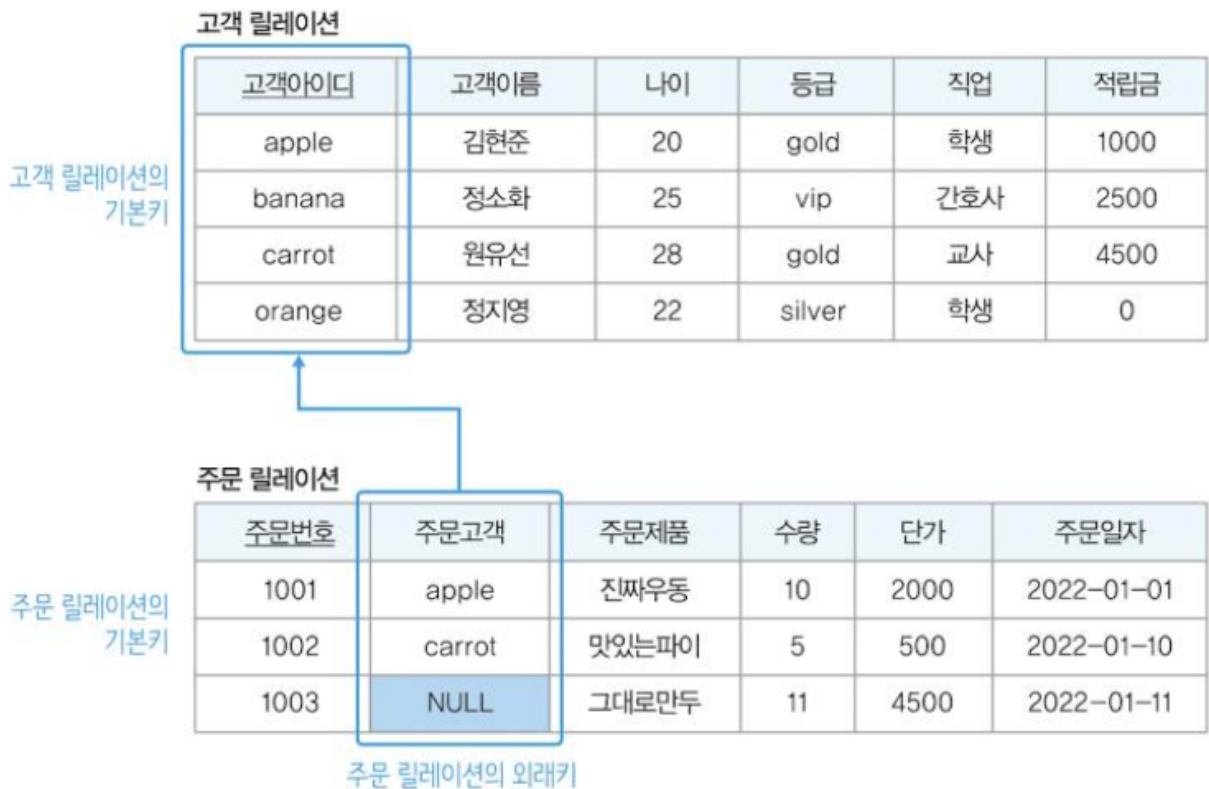 고객 릴레이션
고객아이디 고객이름 나이 등급 직업 적립금
apple 김현준 20 gold 학생 1000
고객 릴레이션의
기본키
banana 정소화 25 vip 간호사 2500
carrot 원유선 28 gold 교사 4500
orange 정지영 22 silver 학생 0
주문 릴레이션
주문번호 주문고객 주문제품 수량 단가 주문일자
1001 apple 진짜우동 10 2000 2022-01-01
주문 릴레이션의
기본키
1002 carrot 맛있는파이 5 500 2022-01-10
1003 NULL 그대로만두 11 4500 2022-01-11
주문 릴레이션의 외래키